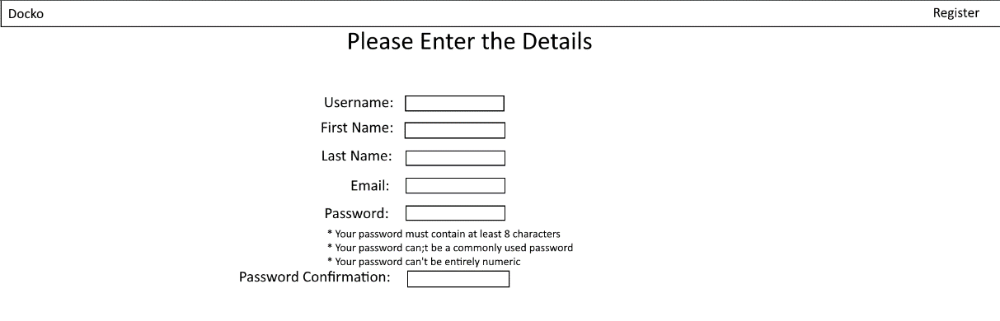 Docko Register
Please Enter the Details
Username:
First Name:
Last Name:
Email:
Password:
* Your password must contain at least 8 characters
* Your password can;t be a commonly used password
* Your password can't be entirely numeric
Password Confirmation: